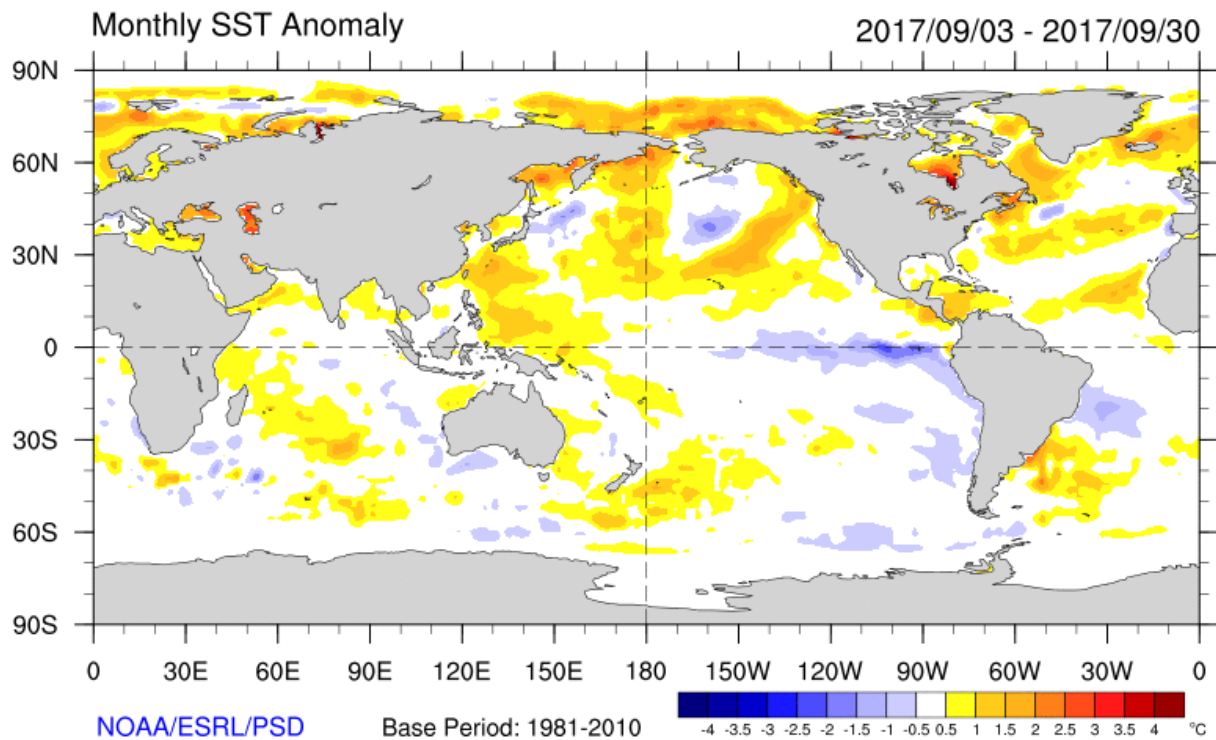 Monthly SST Anomaly 2017/09/03 - 2017/09/30
90N
60N
30N
0
30S
60S
90S
0 30E 60E 90E 120E 150E 180 150W 120W 90W 60W 30W 0
NOAA/ESRL/PSD Base Period: 1981-2010
-4 -3.5 -3 -2.5 -2 -1.5 -1 -0.5 0.5 1 1.5 2 2.5 3 3.5 4 °C